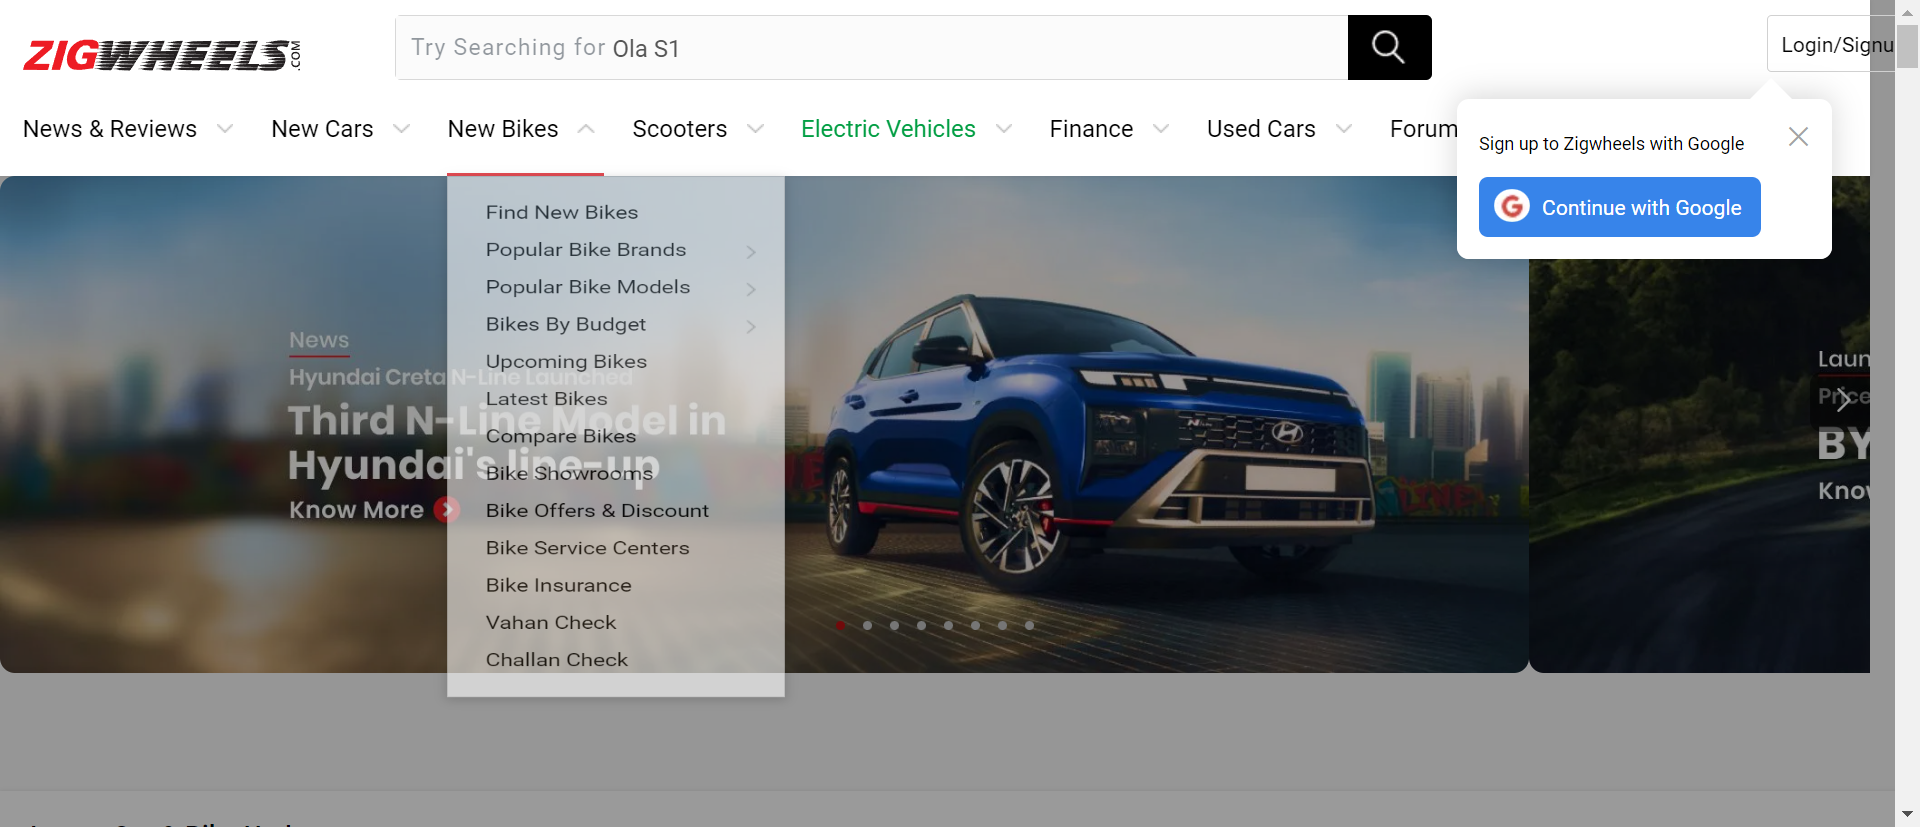 ZIGWHEELS.COM
Try Searching for Ola S1
Login/Signu
News & Reviews
New Cars
New Bikes
Scooters
Electric Vehicles
Finance
Used Cars
Forum
Sign up to Zigwheels with Google
G Continue with Google
Find New Bikes
Popular Bike Brands
Popular Bike Models
Bikes By Budget
Upcoming Bikes
Latest Bikes
Compare Bikes
Bike Showrooms
Bike Offers & Discount
Bike Service Centers
Bike Insurance
Vahan Check
Challan Check
News
Hyundai Creta N-Line Launched
Third N-Line Model in
Hyundai's line-up
Know More
Laun
Price
BY
Know